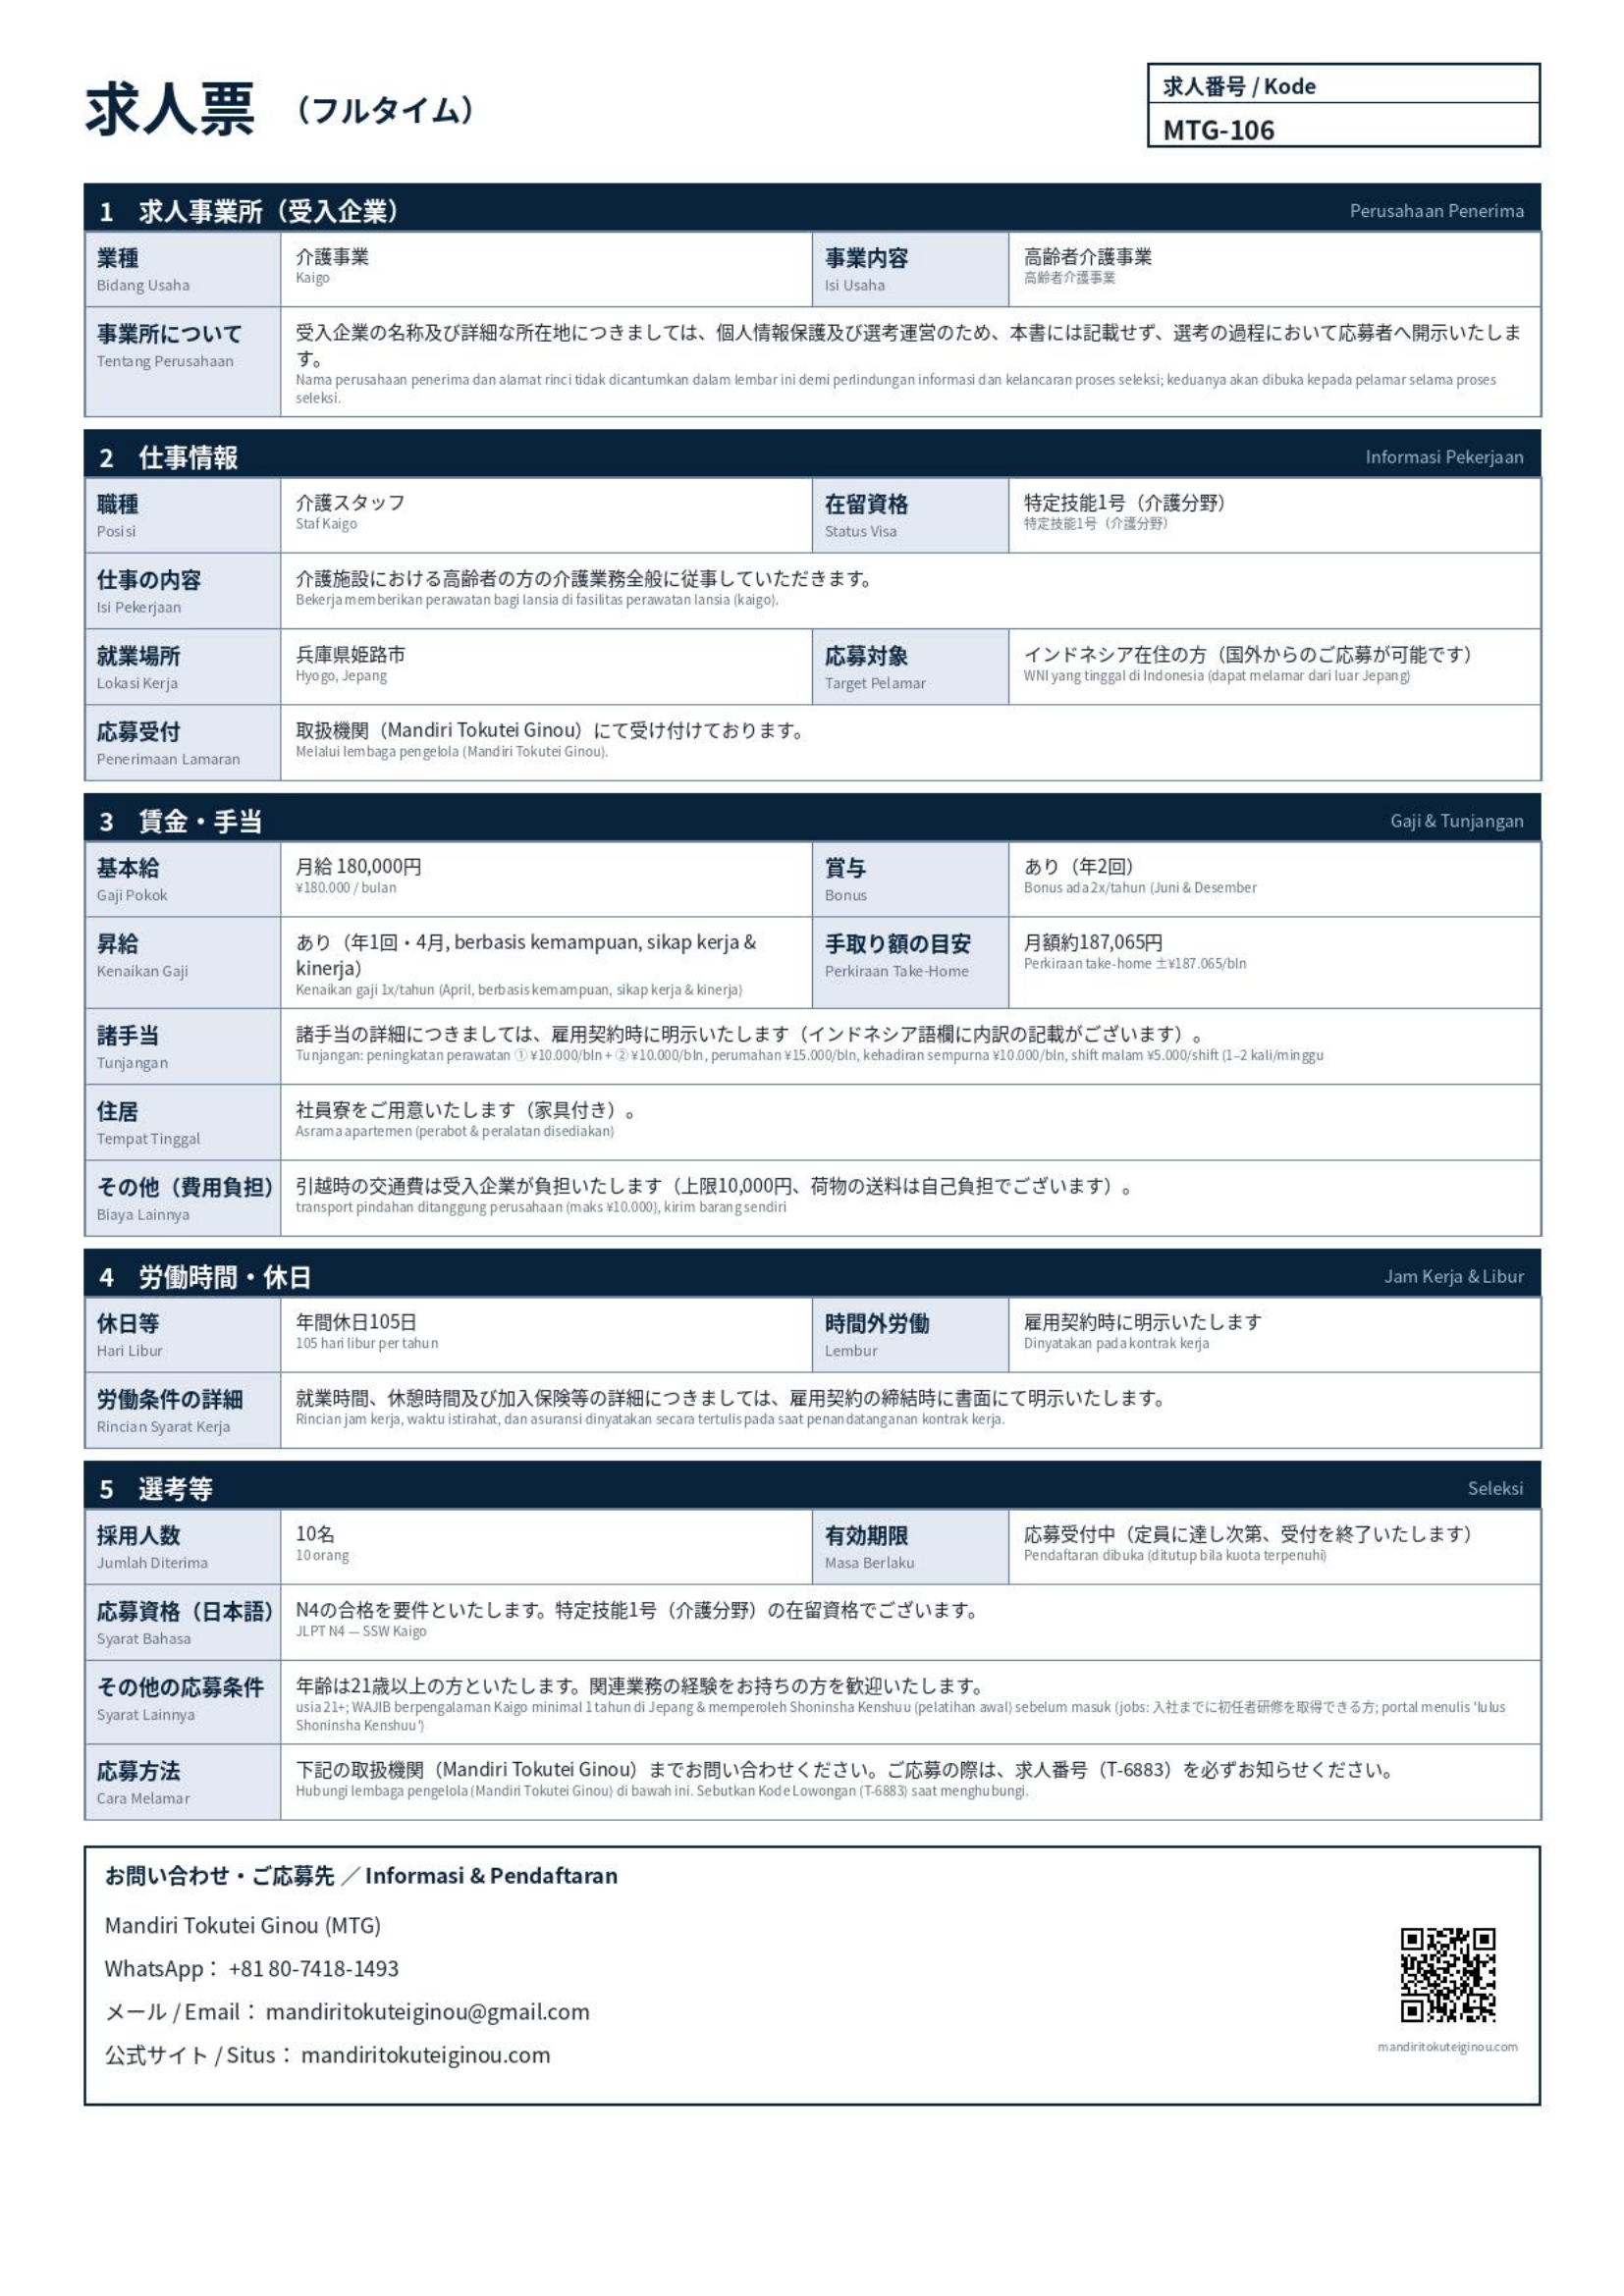 求人票 （フルタイム）
求人番号 / Kode
MTG-106
1 求人事業所（受入企業）
Perusahaan Penerima
業種
Bidang Usaha
介護事業
Kaigo
事業内容
Isi Usaha
高齢者介護事業
高齢者介護事業
事業所について
Tentang Perusahaan
受入企業の名称及び詳細な所在地につきましては、個人情報保護及び選考運営のため、本書には記載せず、選考の過程において応募者へ開示いたしま
す。
Nama perusahaan penerima dan alamat rinci tidak dicantumkan dalam lembar ini demi perlindungan informasi dan kelancaran proses seleksi; keduanya akan dibuka kepada pelamar selama proses
seleksi.
2 仕事情報
Informasi Pekerjaan
職種
Posisi
介護スタッフ
Staf Kaigo
在留資格
Status Visa
特定技能1号（介護分野）
特定技能1号（介護分野）
仕事の内容
Isi Pekerjaan
介護施設における高齢者の方の介護業務全般に従事していただきます。
Bekerja memberikan perawatan bagi lansia di fasilitas perawatan lansia (kaigo).
就業場所
Lokasi Kerja
兵庫県姫路市
Hyogo, Jepang
応募対象
Target Pelamar
インドネシア在住の方（国外からのご応募が可能です）
WNI yang tinggal di Indonesia (dapat melamar dari luar Jepang)
応募受付
Penerimaan Lamaran
取扱機関（Mandiri Tokutei Ginou）にて受け付けております。
Melalui lembaga pengelola (Mandiri Tokutei Ginou).
3 賃金・手当
Gaji & Tunjangan
基本給
Gaji Pokok
月給 180,000円
¥180.000 / bulan
賞与
Bonus
あり（年2回）
Bonus ada 2x/tahun (Juni & Desember
昇給
Kenaikan Gaji
あり（年1回・4月, berbasis kemampuan, sikap kerja &
kinerja）
Kenaikan gaji 1x/tahun (April, berbasis kemampuan, sikap kerja & kinerja)
手取り額の目安
Perkiraan Take-Home
月額約187,065円
Perkiraan take-home ±¥187.065/bln
諸手当
Tunjangan
諸手当の詳細につきましては、雇用契約時に明示いたします（インドネシア語欄に内訳の記載がございます）。
Tunjangan: peningkatan perawatan ① ¥10.000/bln + ② ¥10.000/bln, perumahan ¥15.000/bln, kehadiran sempurna ¥10.000/bln, shift malam ¥5.000/shift (1–2 kali/minggu
住居
Tempat Tinggal
社員寮をご用意いたします（家具付き）。
Asrama apartemen (perabot & peralatan disediakan)
その他（費用負担）
Biaya Lainnya
引越時の交通費は受入企業が負担いたします（上限10,000円、荷物の送料は自己負担でございます）。
transport pindahan ditanggung perusahaan (maks ¥10.000), kirim barang sendiri
4 労働時間・休日
Jam Kerja & Libur
休日等
Hari Libur
年間休日105日
105 hari libur per tahun
時間外労働
Lembur
雇用契約時に明示いたします
Dinyatakan pada kontrak kerja
労働条件の詳細
Rincian Syarat Kerja
就業時間、休憩時間及び加入保険等の詳細につきましては、雇用契約の締結時に書面にて明示いたします。
Rincian jam kerja, waktu istirahat, dan asuransi dinyatakan secara tertulis pada saat penandatanganan kontrak kerja.
5 選考等
Seleksi
採用人数
Jumlah Diterima
10名
10 orang
有効期限
Masa Berlaku
応募受付中（定員に達し次第、受付を終了いたします）
Pendaftaran dibuka (ditutup bila kuota terpenuhi)
応募資格（日本語）
Syarat Bahasa
N4の合格を要件といたします。特定技能1号（介護分野）の在留資格でございます。
JLPT N4 — SSW Kaigo
その他の応募条件
Syarat Lainnya
年齢は21歳以上の方といたします。関連業務の経験をお持ちの方を歓迎いたします。
usia 21+; WAJIB berpengalaman Kaigo minimal 1 tahun di Jepang & memperoleh Shoninsha Kenshuu (pelatihan awal) sebelum masuk (jobs: 入社までに初任者研修を取得できる方; portal menulis 'lulus
Shoninsha Kenshuu')
応募方法
Cara Melamar
下記の取扱機関（Mandiri Tokutei Ginou）までお問い合わせください。ご応募の際は、求人番号（T-6883）を必ずお知らせください。
Hubungi lembaga pengelola (Mandiri Tokutei Ginou) di bawah ini. Sebutkan Kode Lowongan (T-6883) saat menghubungi.
お問い合わせ・ご応募先 ／ Informasi & Pendaftaran
Mandiri Tokutei Ginou (MTG)
WhatsApp： +81 80-7418-1493
メール / Email： mandiritokuteiginou@gmail.com
公式サイト / Situs： mandiritokuteiginou.com
mandiritokuteiginou.com